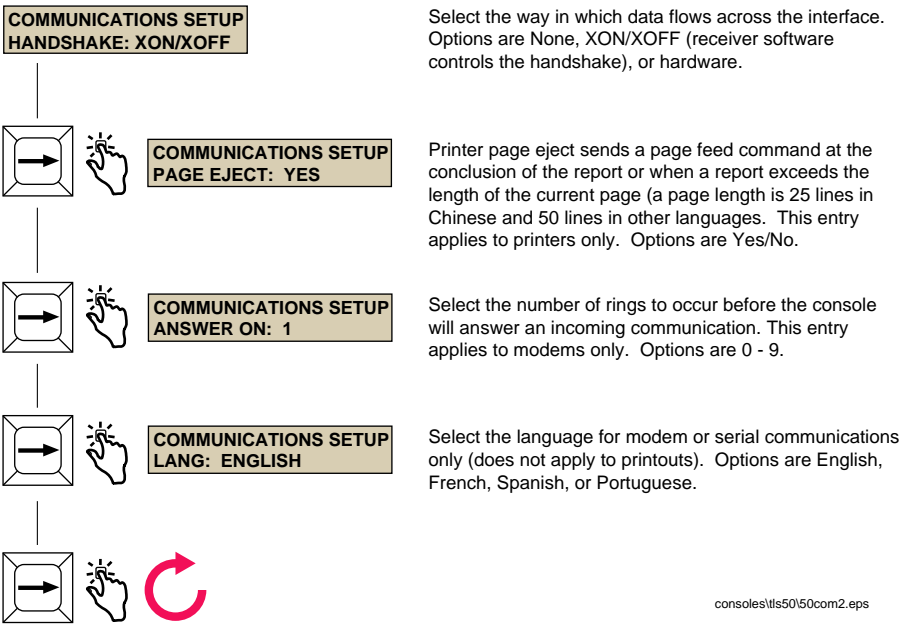 COMMUNICATIONS SETUP
HANDSHAKE: XON/XOFF
Select the way in which data flows across the interface.
Options are None, XON/XOFF (receiver software
controls the handshake), or hardware.
COMMUNICATIONS SETUP
PAGE EJECT:  YES
Printer page eject sends a page feed command at the
conclusion of the report or when a report exceeds the
length of the current page (a page length is 25 lines in
Chinese and 50 lines in other languages.  This entry
applies to printers only.  Options are Yes/No.
COMMUNICATIONS SETUP
ANSWER ON:  1
Select the number of rings to occur before the console
will answer an incoming communication. This entry
applies to modems only.  Options are 0 - 9.
COMMUNICATIONS SETUP
LANG:  ENGLISH
Select the language for modem or serial communications
only (does not apply to printouts).  Options are English,
French, Spanish, or Portuguese.
consoles\tls50\50com2.eps